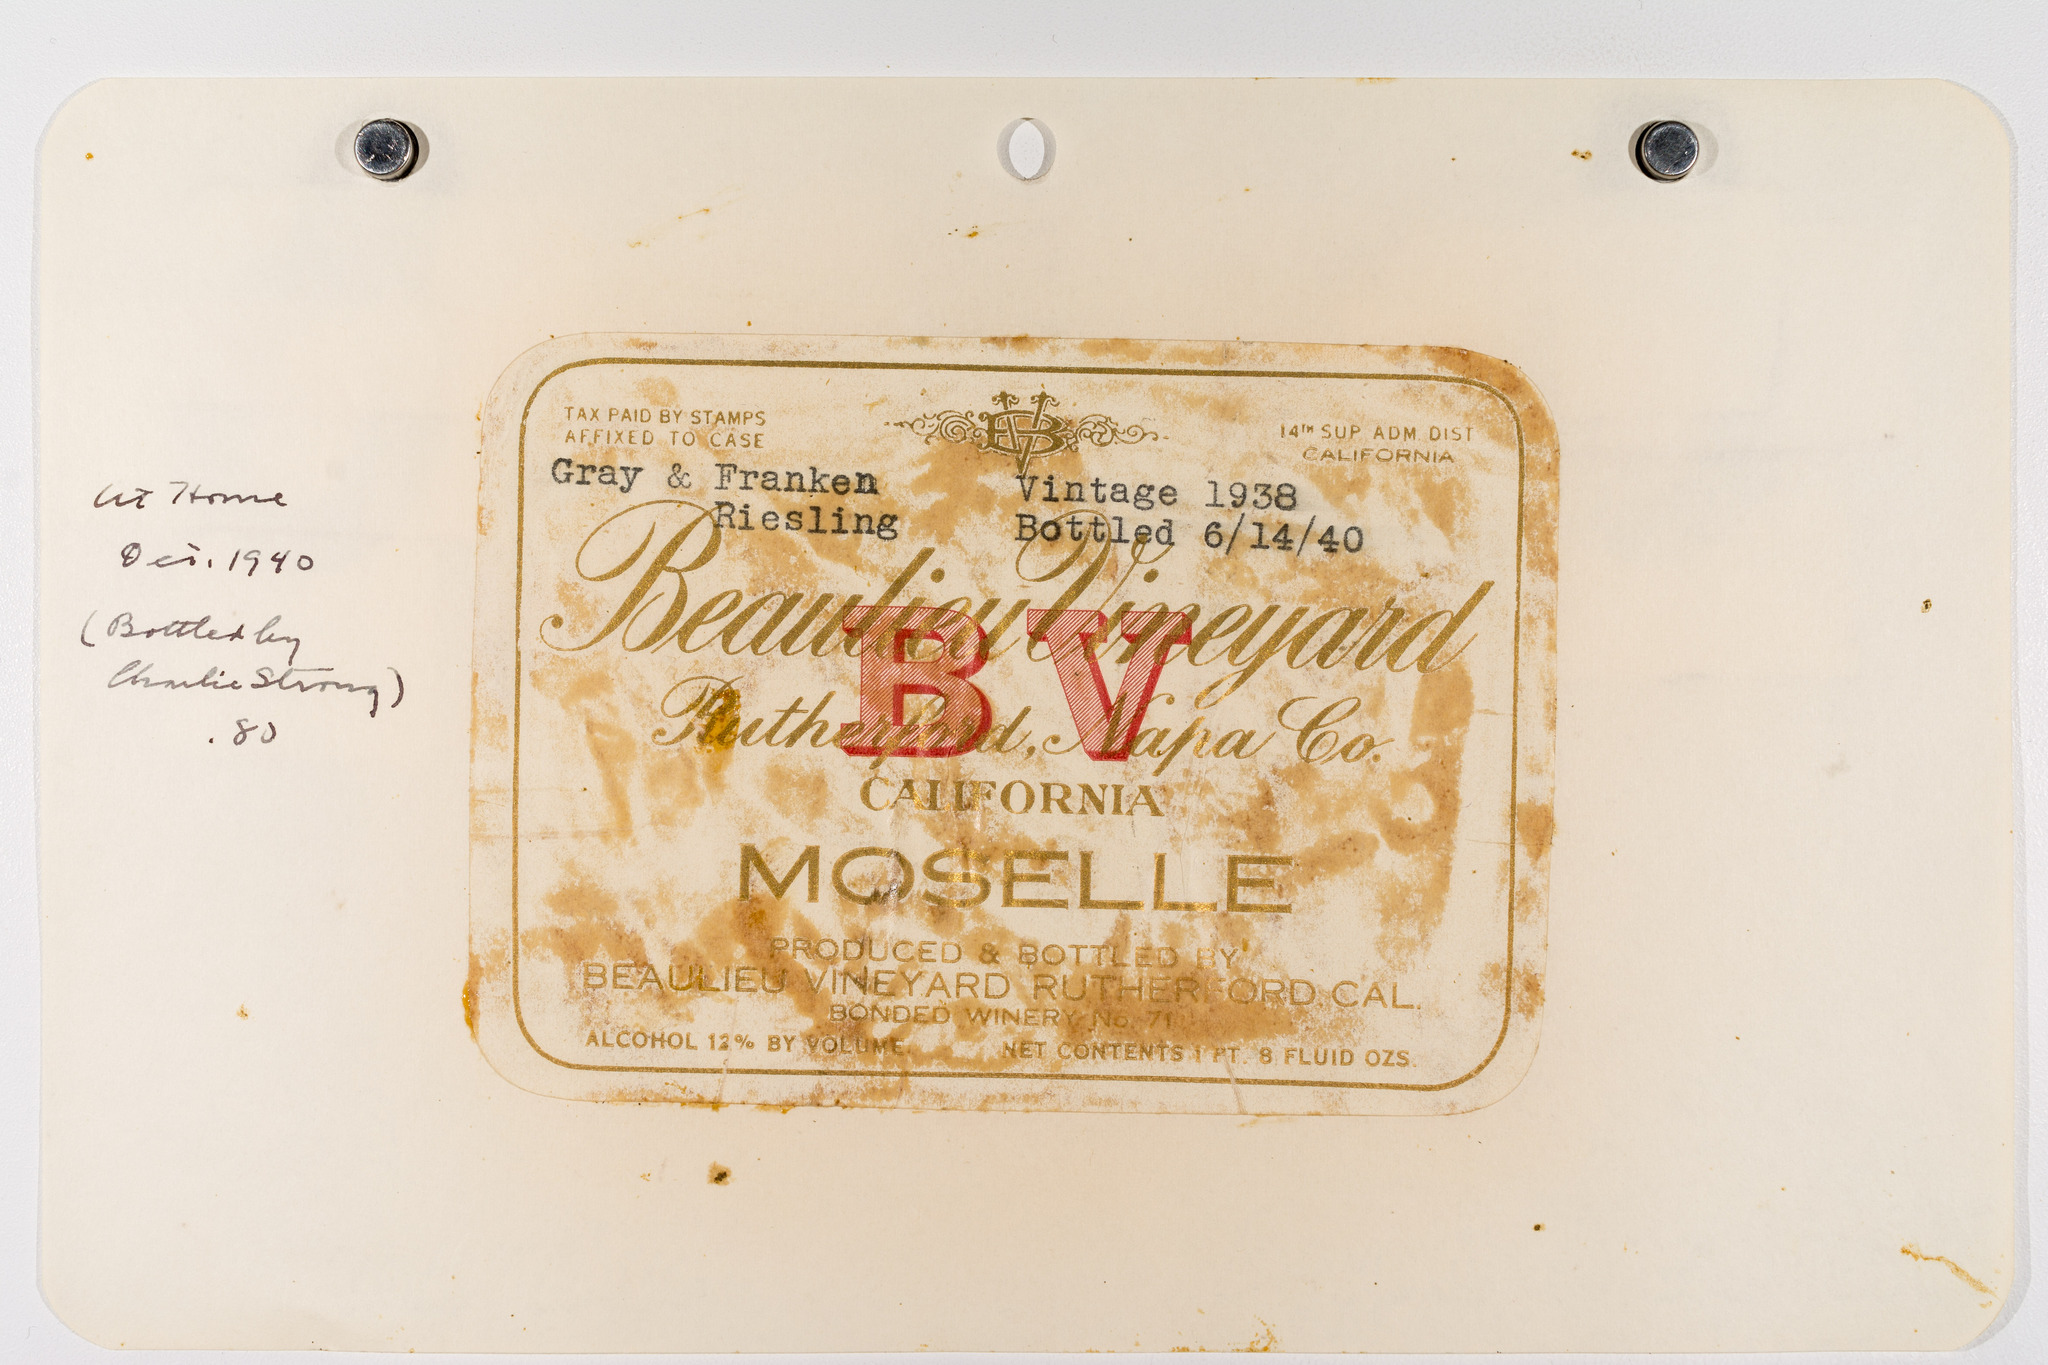 At Home
Dec. 1940
(Bottled by
Charlie Strong)
.80
TAX PAID BY STAMPS
AFFIXED TO CASE
BV
14TH SUP. ADM. DIST
CALIFORNIA
Gray & Franken
Riesling
Vintage 1938
Bottled 6/14/40
Beaulieu Vineyard
BV
Rutherford, Napa Co.
CALIFORNIA
MOSELLE
PRODUCED & BOTTLED BY
BEAULIEU VINEYARD RUTHERFORD CAL.
BONDED WINERY No. 71
ALCOHOL 12% BY VOLUME.
NET CONTENTS 1 PT. 8 FLUID OZS.